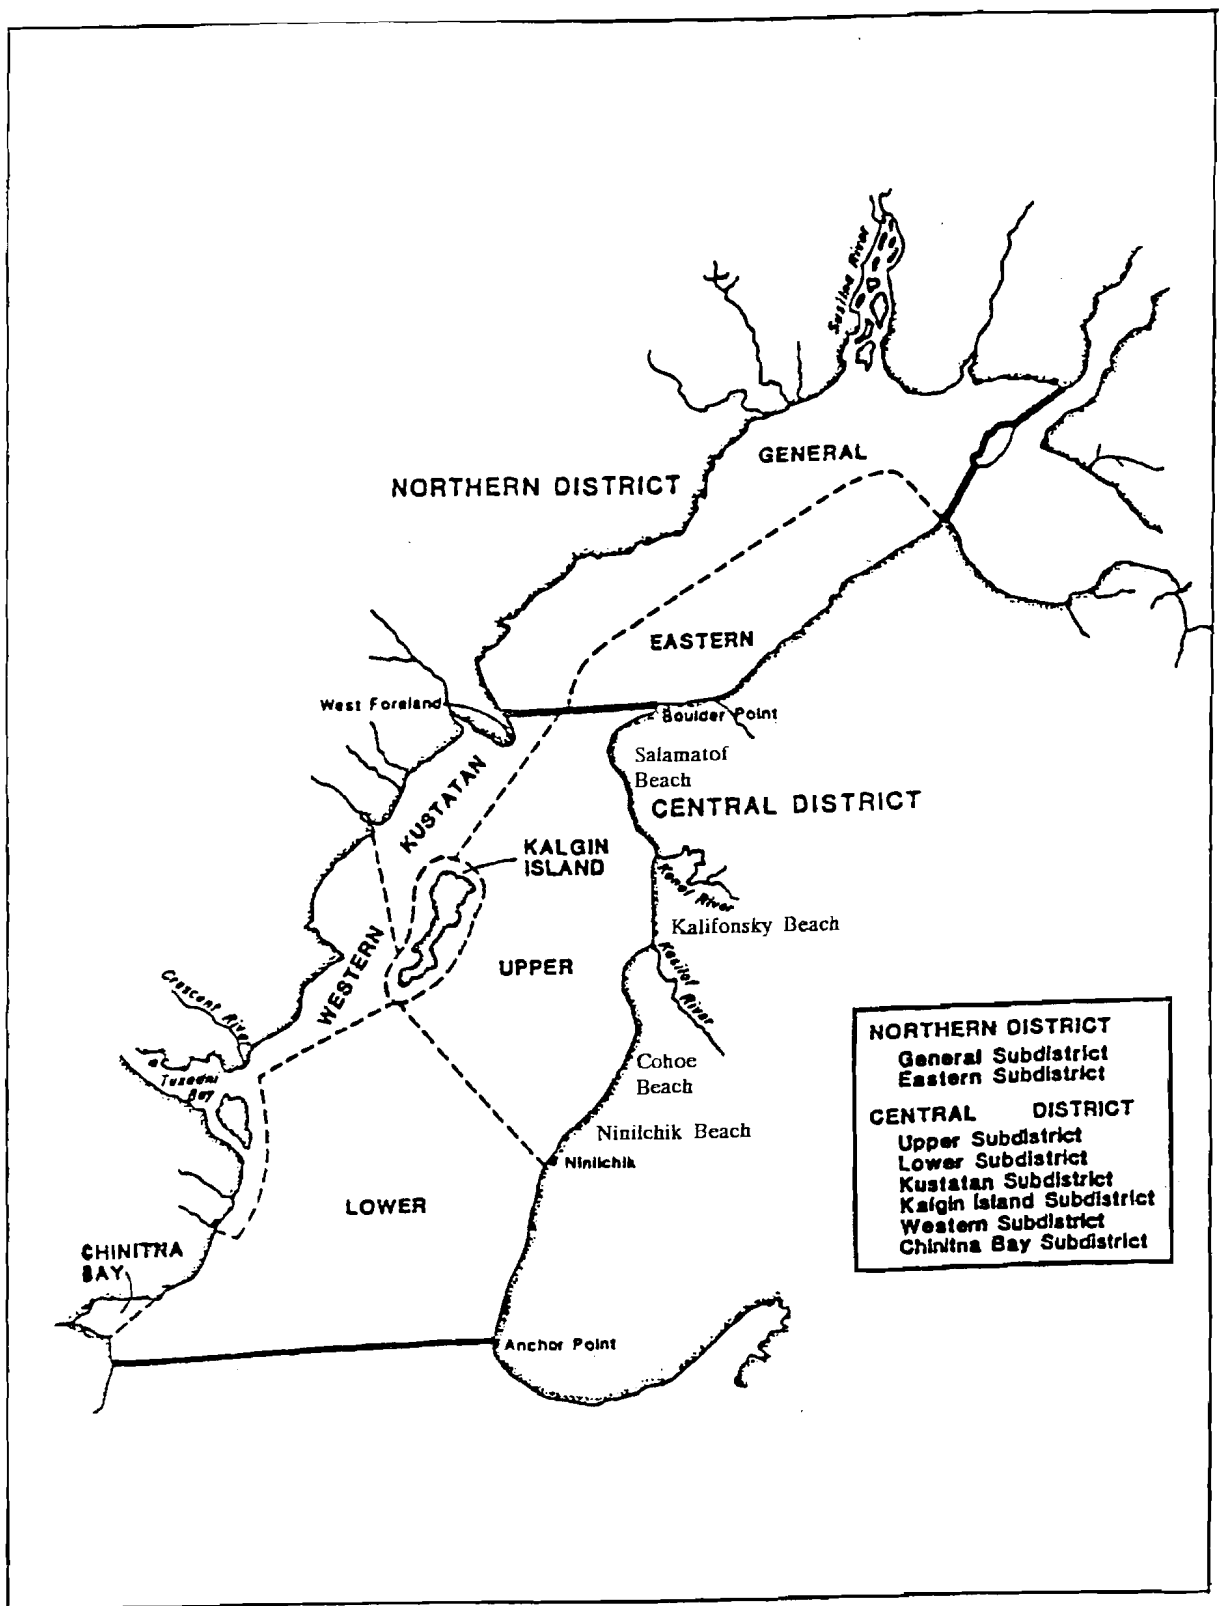 Susitna River
GENERAL
NORTHERN DISTRICT
EASTERN
West Foreland
Boulder Point
Salamatof
Beach
KUSTATAN
CENTRAL DISTRICT
KALGIN
ISLAND
Kenai River
Kalifonsky Beach
WESTERN
UPPER
Kasilof
River
Crescent River
Tuxedni
Bay
Cohoe
Beach
Ninilchik Beach
Ninilchik
LOWER
CHINITNA
BAY
Anchor Point
NORTHERN DISTRICT
General Subdistrict
Eastern Subdistrict
CENTRAL DISTRICT
Upper Subdistrict
Lower Subdistrict
Kustatan Subdistrict
Kalgin Island Subdistrict
Western Subdistrict
Chinitna Bay Subdistrict